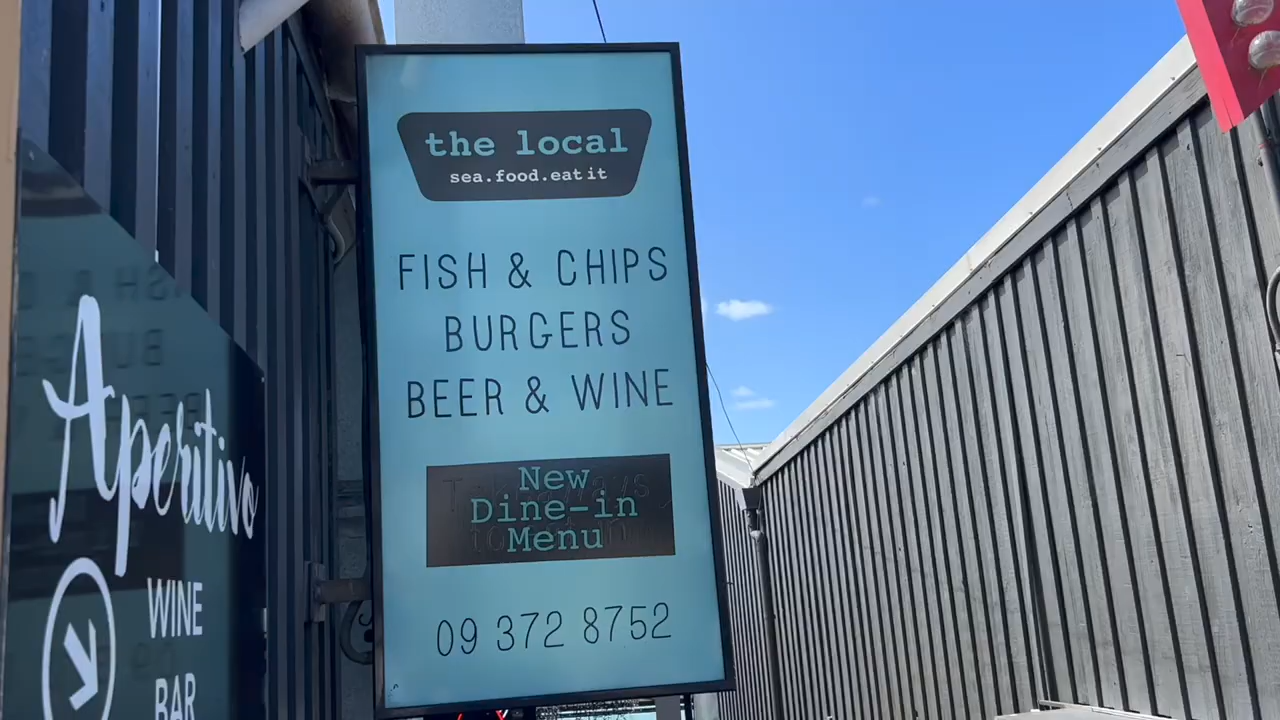 the local
sea.food.eat it
FISH & CHIPS
BURGERS
BEER & WINE
New
Dine-in
Menu
09 372 8752
Aperitivo
WINE
BAR